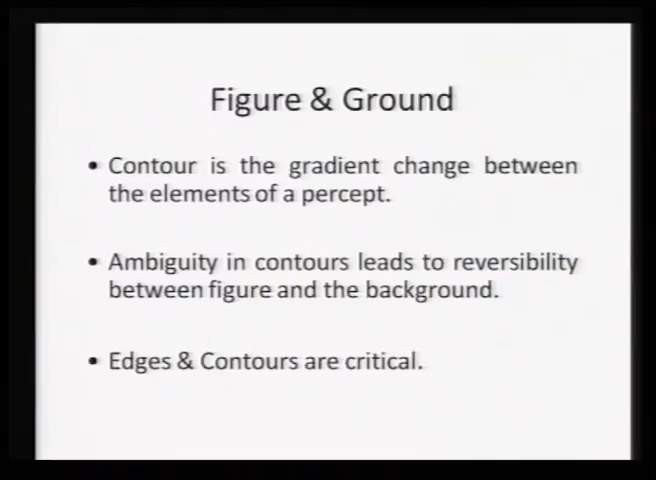 Figure & Ground
• Contour is the gradient change between
the elements of a percept.
• Ambiguity in contours leads to reversibility
between figure and the background.
• Edges & Contours are critical.